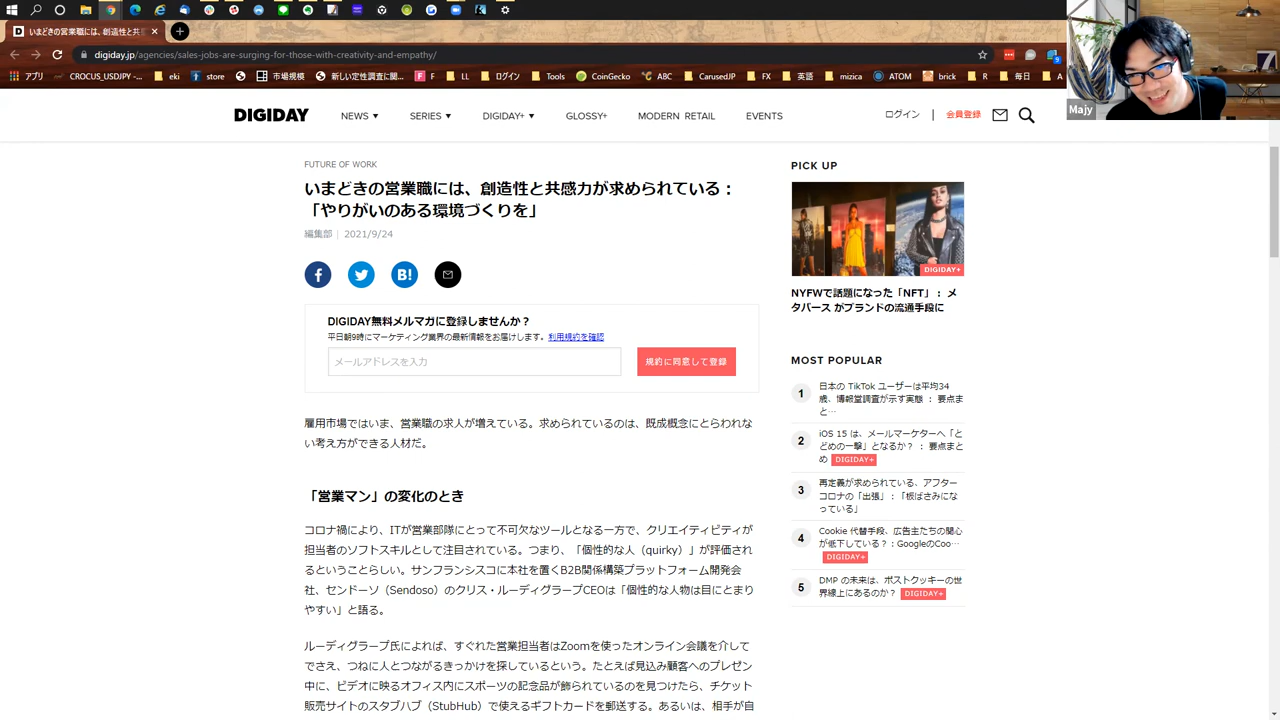 いまどきの営業職には、創造性と共
digiday.jp/agencies/sales-jobs-are-surging-for-those-with-creativity-and-empathy/
アプリ CROCUS_USDJPY -... eki store 市場規模 新しい定性調査に関... F LL ログイン Tools CoinGecko ABC CarusedJP FX 英語 mizica ATOM brick R 毎日 A
Majy
7
DIGIDAY NEWS SERIES DIGIDAY+ GLOSSY+ MODERN RETAIL EVENTS ログイン | 会員登録
FUTURE OF WORK
いまどきの営業職には、創造性と共感力が求められている：
「やりがいのある環境づくりを」
編集部 | 2021/9/24
B!
DIGIDAY無料メルマガに登録しませんか？
平日朝9時にマーケティング業界の最新情報をお届けします。利用規約を確認
メールアドレスを入力 規約に同意して登録
雇用市場ではいま、営業職の求人が増えている。求められているのは、既成概念にとらわれな
い考え方ができる人材だ。
「営業マン」の変化のとき
コロナ禍により、ITが営業部隊にとって不可欠なツールとなる一方で、クリエイティビティが
担当者のソフトスキルとして注目されている。つまり、「個性的な人（quirky）」が評価され
るということらしい。サンフランシスコに本社を置くB2B関係構築プラットフォーム開発会
社、センドーソ（Sendoso）のクリス・ルーディグラープCEOは「個性的な人物は目にとまり
やすい」と語る。
ルーディグラープ氏によれば、すぐれた営業担当者はZoomを使ったオンライン会議を介して
でさえ、つねに人とつながるきっかけを探しているという。たとえば見込み顧客へのプレゼン
中に、ビデオに映るオフィス内にスポーツの記念品が飾られているのを見つけたら、チケット
販売サイトのスタブハブ（StubHub）で使えるギフトカードを郵送する。あるいは、相手が自
PICK UP
DIGIDAY+
NYFWで話題になった「NFT」： メ
タバース がブランドの流通手段に
MOST POPULAR
1 日本の TikTok ユーザーは平均34
歳、博報堂調査が示す実態 ： 要点ま
と…
2 iOS 15 は、メールマーケターへ「と
どめの一撃」となるか？ ： 要点まと
め DIGIDAY+
3 再定義が求められている、アフター
コロナの「出張」：「板ばさみにな
っている」
4 Cookie 代替手段、広告主たちの関心
が低下している？：GoogleのCoo…
DIGIDAY+
5 DMP の未来は、ポストクッキーの世
界線上にあるのか？ DIGIDAY+